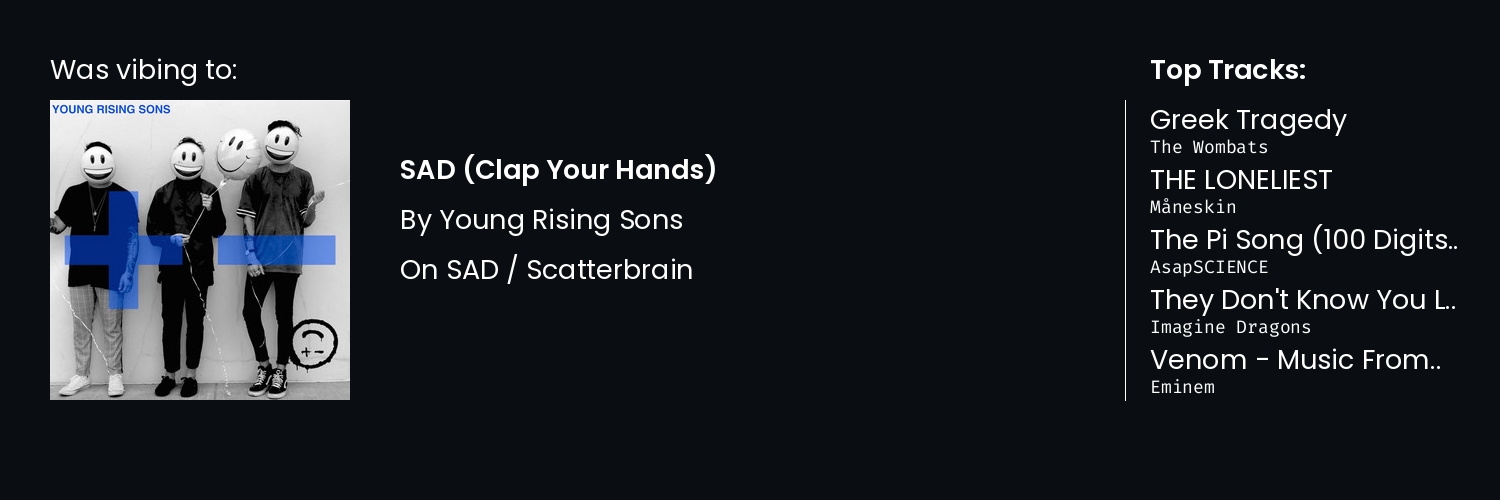 Was vibing to:
YOUNG RISING SONS
SAD (Clap Your Hands)
By Young Rising Sons
On SAD / Scatterbrain
Top Tracks:
Greek Tragedy
The Wombats
THE LONELIEST
Måneskin
The Pi Song (100 Digits..
AsapSCIENCE
They Don't Know You L..
Imagine Dragons
Venom - Music From..
Eminem